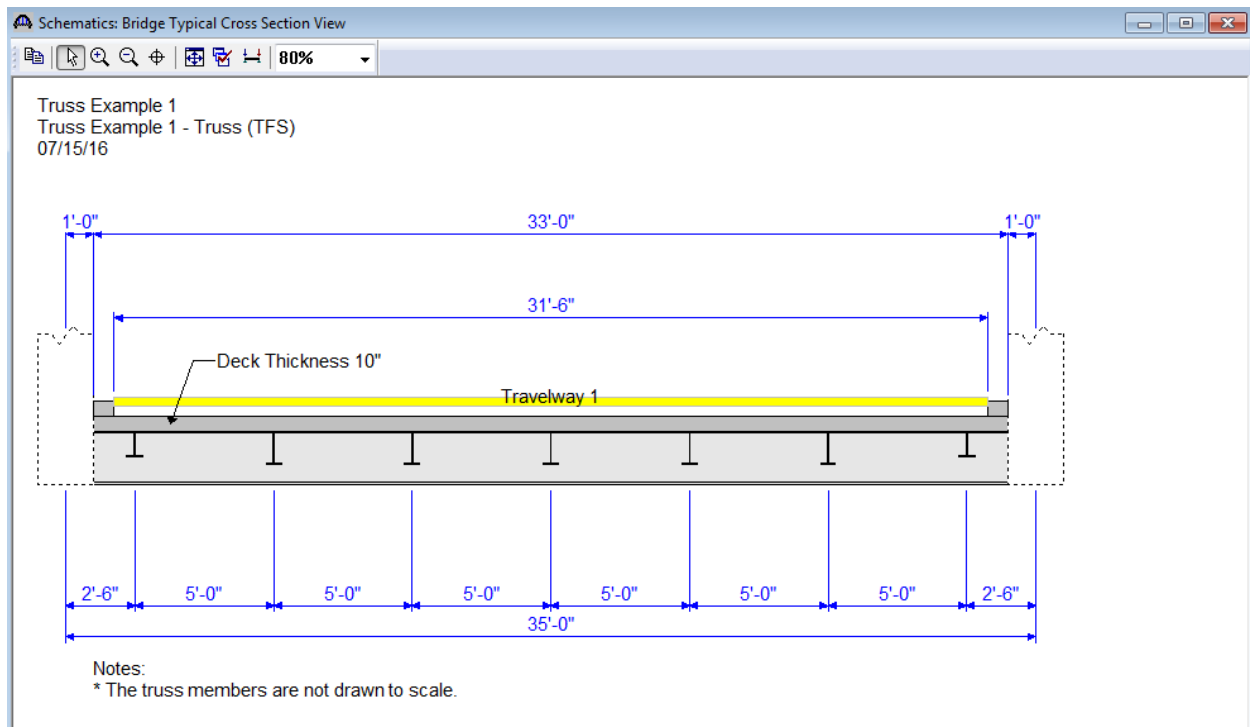 Schematics: Bridge Typical Cross Section View
80%
Truss Example 1
Truss Example 1 - Truss (TFS)
07/15/16
1'-0" 33'-0" 1'-0"
31'-6"
Deck Thickness 10"
Travelway 1
2'-6" 5'-0" 5'-0" 5'-0" 5'-0" 5'-0" 5'-0" 2'-6"
35'-0"
Notes:
* The truss members are not drawn to scale.